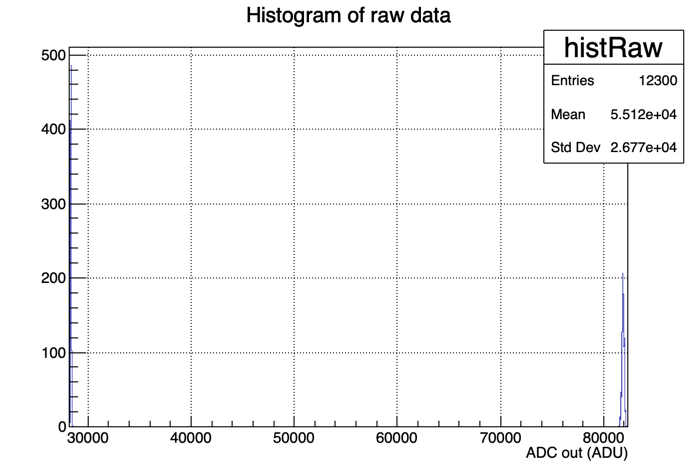 Histogram of raw data
histRaw
Entries 12300
Mean 5.512e+04
Std Dev 2.677e+04
500
400
300
200
100
0
30000 40000 50000 60000 70000 80000
ADC out (ADU)